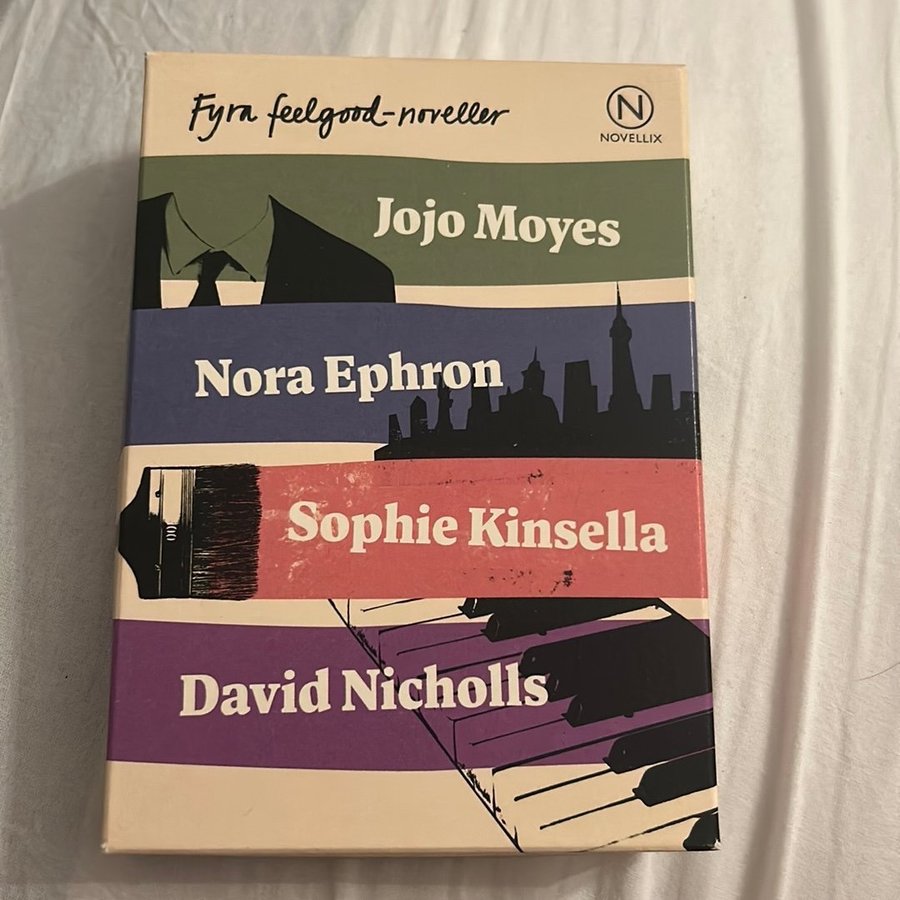 Fyra feelgood-noveller
N
NOVELLIX
Jojo Moyes
Nora Ephron
Sophie Kinsella
David Nicholls